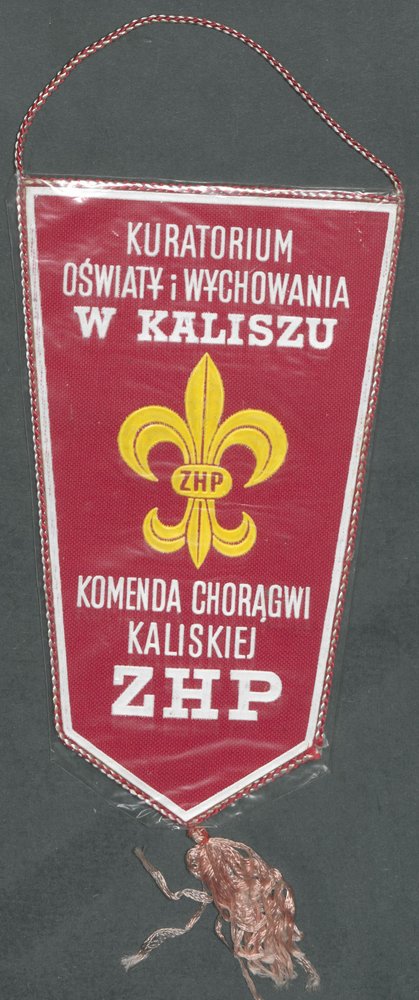 KURATORIUM
OŚWIATY i WYCHOWANIA
W KALISZU
ZHP
KOMENDA CHORĄGWI
KALISKIEJ
ZHP